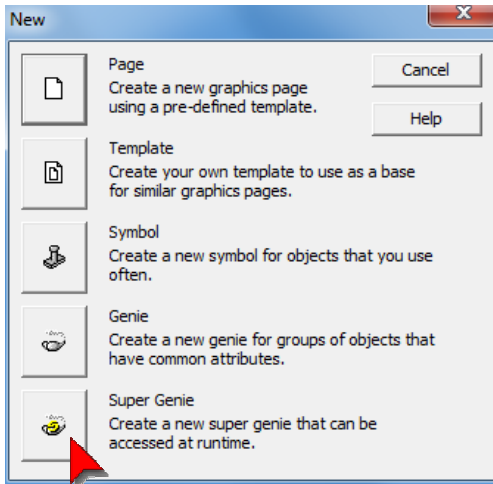 New
Page
Create a new graphics page
using a pre-defined template.
Cancel
Help
Template
Create your own template to use as a base
for similar graphics pages.
Symbol
Create a new symbol for objects that you use
often.
Genie
Create a new genie for groups of objects that
have common attributes.
Super Genie
Create a new super genie that can be
accessed at runtime.